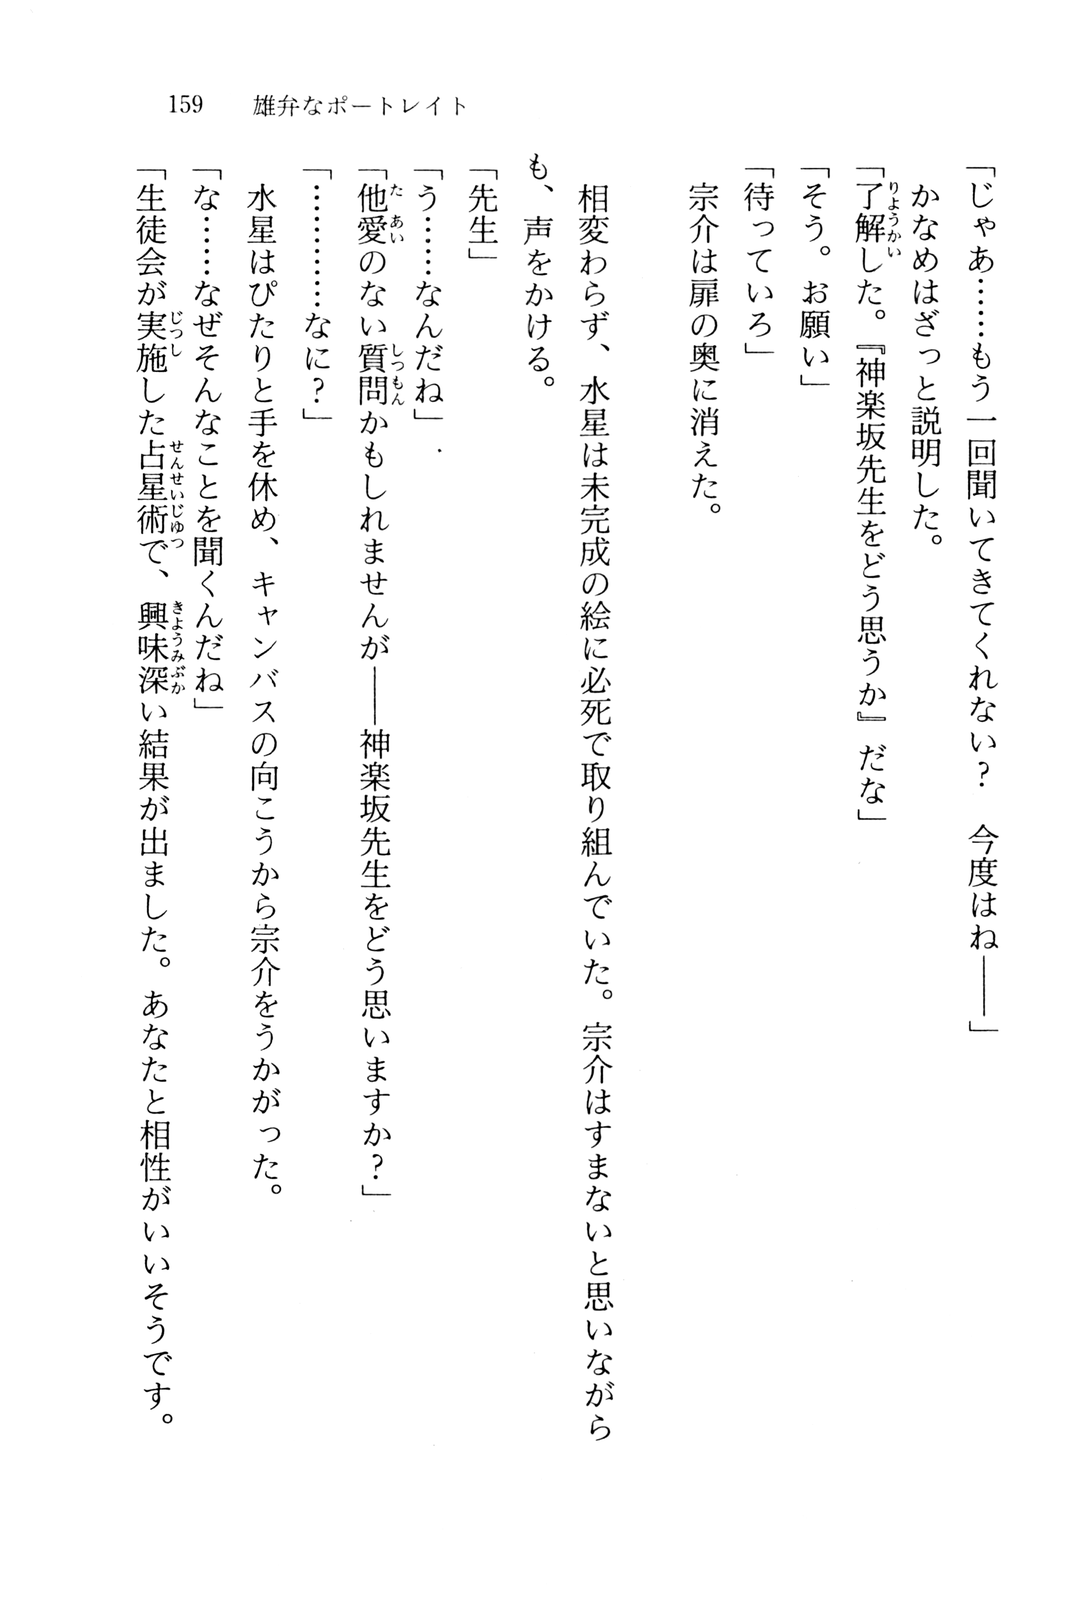 159　雄弁なポートレイト
「じゃあ……もう一回聞いてきてくれない？　今度はね――」
　かなめはざっと説明した。
「了解した。『神楽坂先生をどう思うか』だな」
「そう。お願い」
「待っていろ」
　宗介は扉の奥に消えた。
　相変わらず、水星は未完成の絵に必死で取り組んでいた。宗介はすまないと思いながら
も、声をかける。
「先生」
「う……なんだね」
「他愛のない質問かもしれませんが――神楽坂先生をどう思いますか？」
「…………なに？」
　水星はぴたりと手を休め、キャンバスの向こうから宗介をうかがった。
「な……なぜそんなことを聞くんだね」
「生徒会が実施した占星術で、興味深い結果が出ました。あなたと相性がいいそうです。